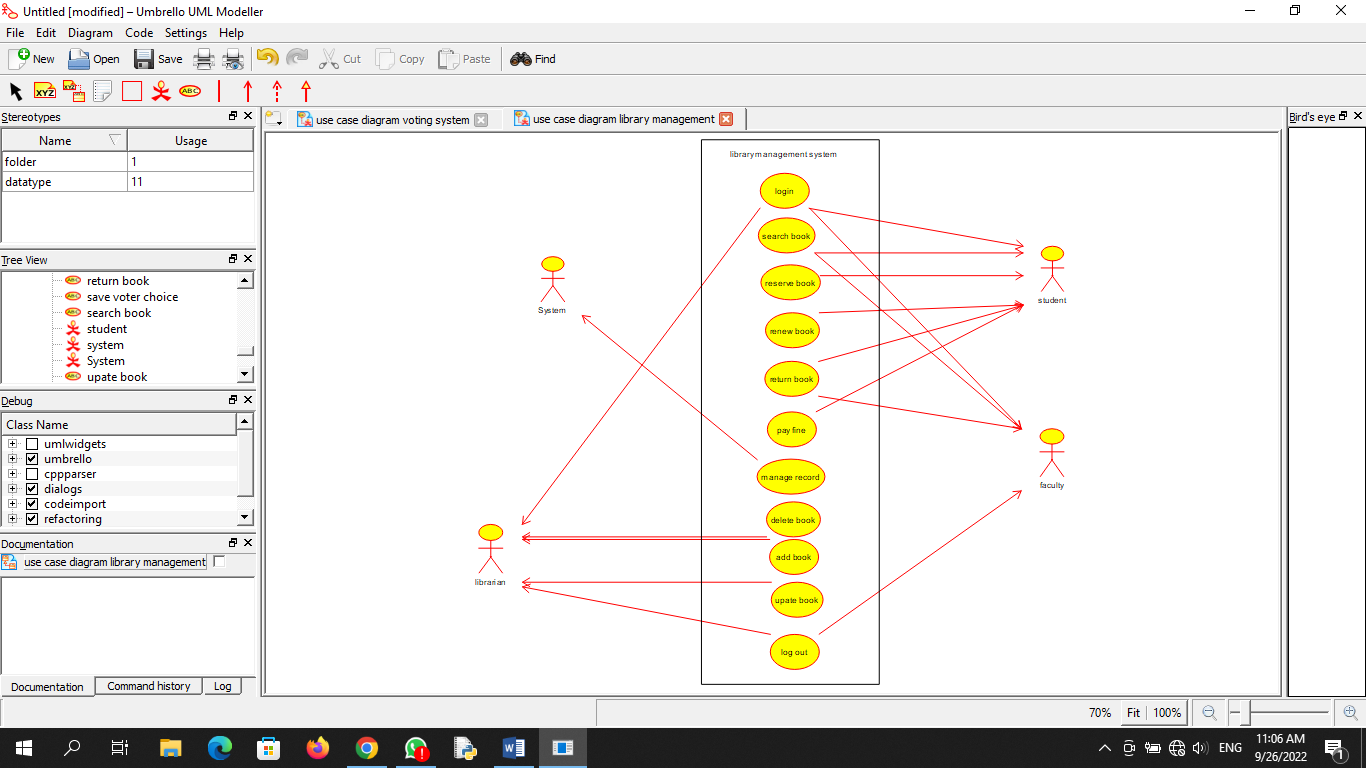 Untitled [modified] – Umbrello UML Modeller
File Edit Diagram Code Settings Help
New Open Save Cut Copy Paste Find
XYZ XYZ ABC
Stereotypes
Name Usage
folder 1
datatype 11
Tree View
return book
save voter choice
search book
student
system
System
upate book
Debug
Class Name
umlwidgets
umbrello
cppparser
dialogs
codeimport
refactoring
Documentation
use case diagram library management
Documentation Command history Log
use case diagram voting system use case diagram library management
library management system
login
search book
reserve book
renew book
return book
pay fine
manage record
delete book
add book
upate book
log out
System
librarian
student
faculty
Bird's eye
70% Fit 100%
ENG
11:06 AM
9/26/2022
1